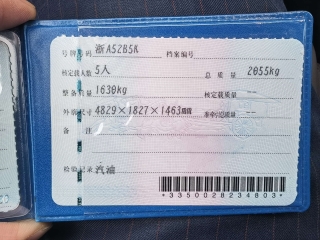 号牌号码 浙A52B5K 档案编号
核定载人数 5人 总质量 2055kg
整备质量 1630kg 核定载质量 --
外廓尺寸 4829×1827×1463mm 准牵引总质量 --
备注
检验记录 汽油
*3350028234803*